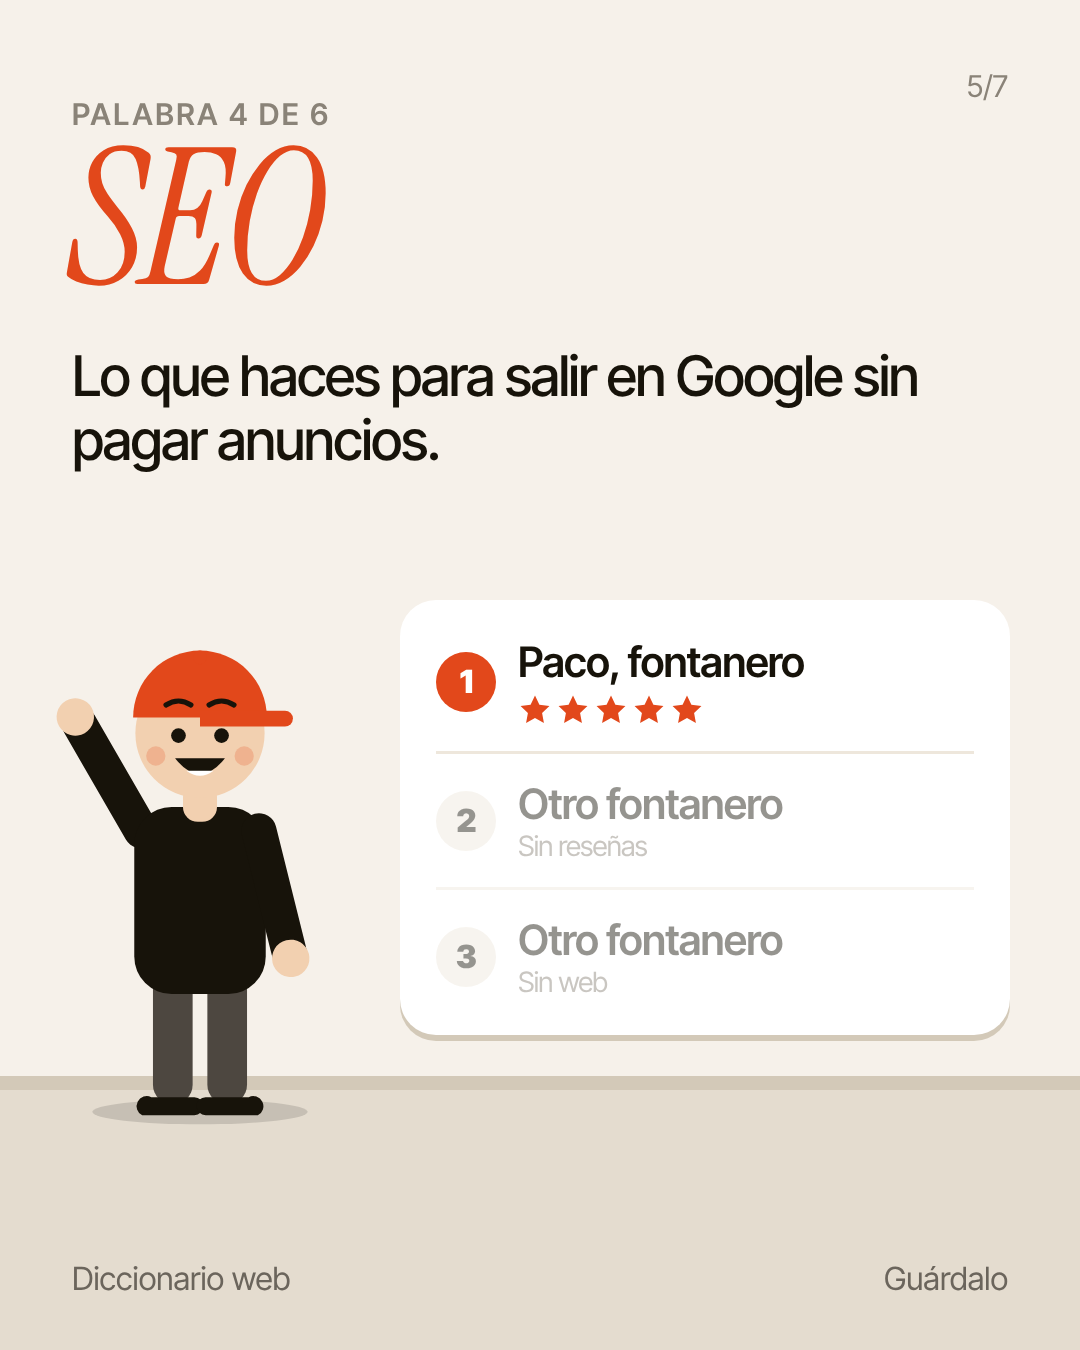 5/7
PALABRA 4 DE 6
SEO
Lo que haces para salir en Google sin
pagar anuncios.
1
Paco, fontanero
2
Otro fontanero
Sin reseñas
3
Otro fontanero
Sin web
Diccionario web
Guárdalo